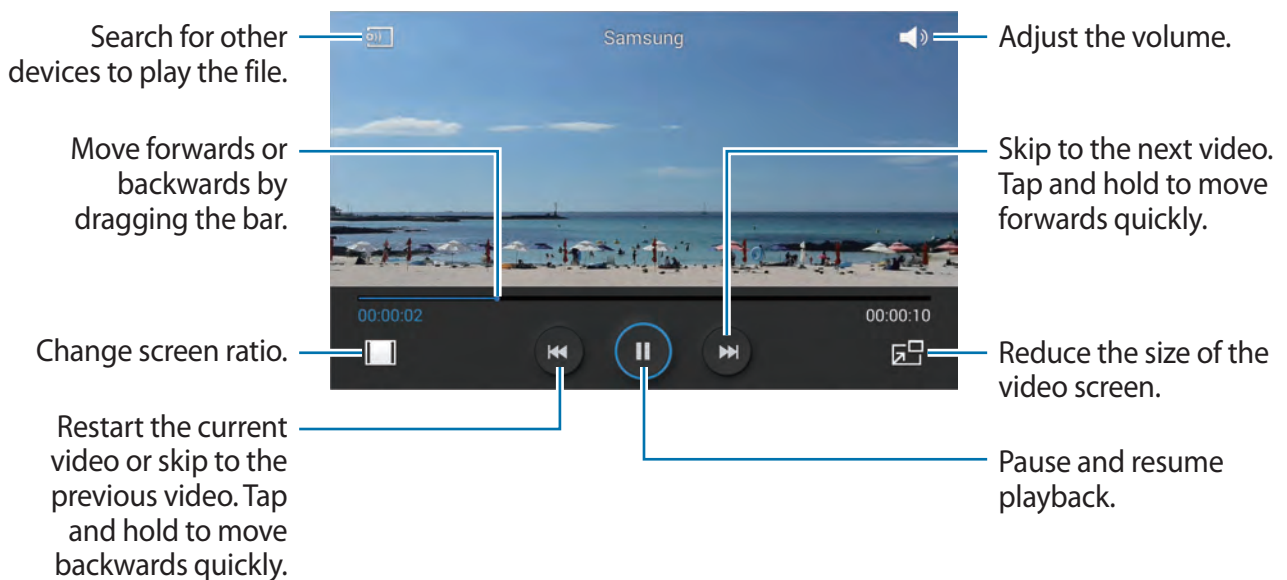 Search for other
devices to play the file.
Samsung
Adjust the volume.
Move forwards or
backwards by
dragging the bar.
Skip to the next video.
Tap and hold to move
forwards quickly.
00:00:02
00:00:10
Change screen ratio.
Reduce the size of the
video screen.
Restart the current
video or skip to the
previous video. Tap
and hold to move
backwards quickly.
Pause and resume
playback.